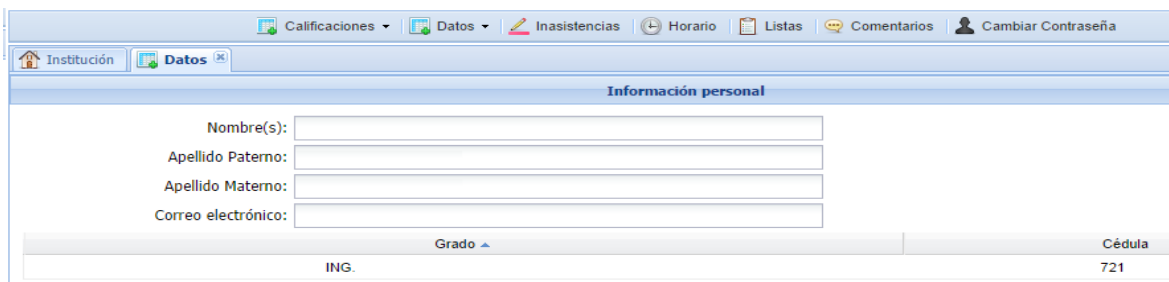 Calificaciones Datos Inasistencias Horario Listas Comentarios Cambiar Contraseña
Institución Datos
Información personal
Nombre(s):
Apellido Paterno:
Apellido Materno:
Correo electrónico:
Grado Cédula
ING. 721